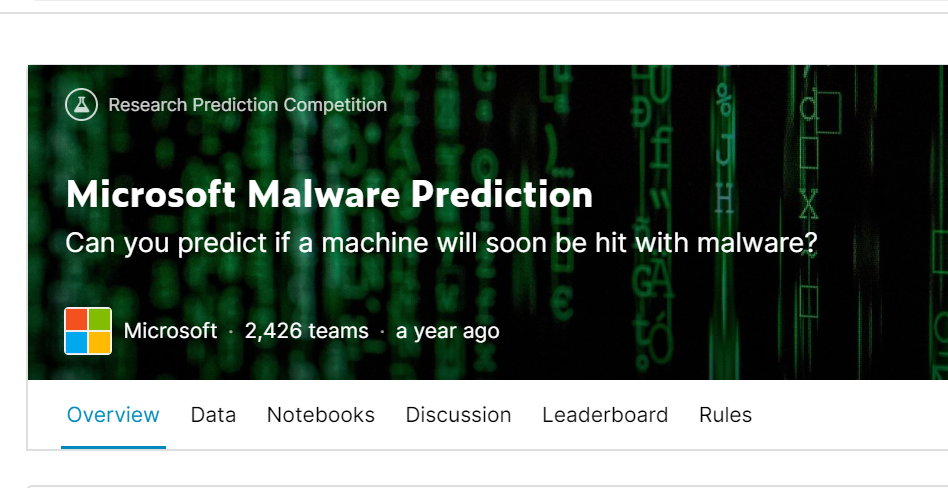 Research Prediction Competition
Microsoft Malware Prediction
Can you predict if a machine will soon be hit with malware?
Microsoft · 2,426 teams · a year ago
Overview Data Notebooks Discussion Leaderboard Rules